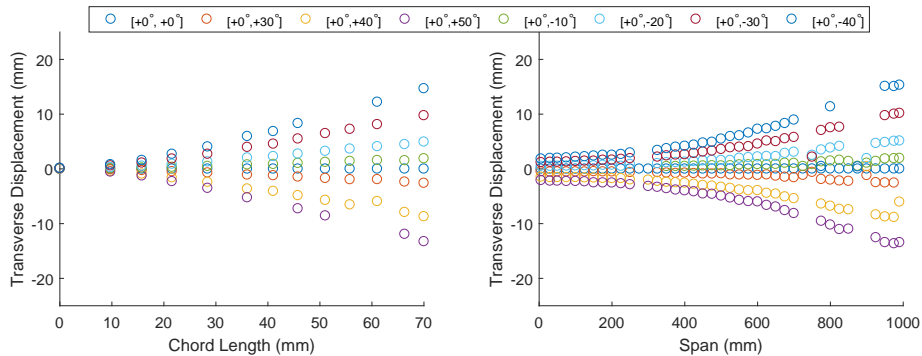 [+0°, +0°] [+0°,+30°] [+0°,+40°] [+0°,+50°] [+0°,-10°] [+0°,-20°] [+0°,-30°] [+0°,-40°]
20
10
0
-10
-20
Transverse Displacement (mm)
0 10 20 30 40 50 60 70
Chord Length (mm)
20
10
0
-10
-20
Transverse Displacement (mm)
0 200 400 600 800 1000
Span (mm)